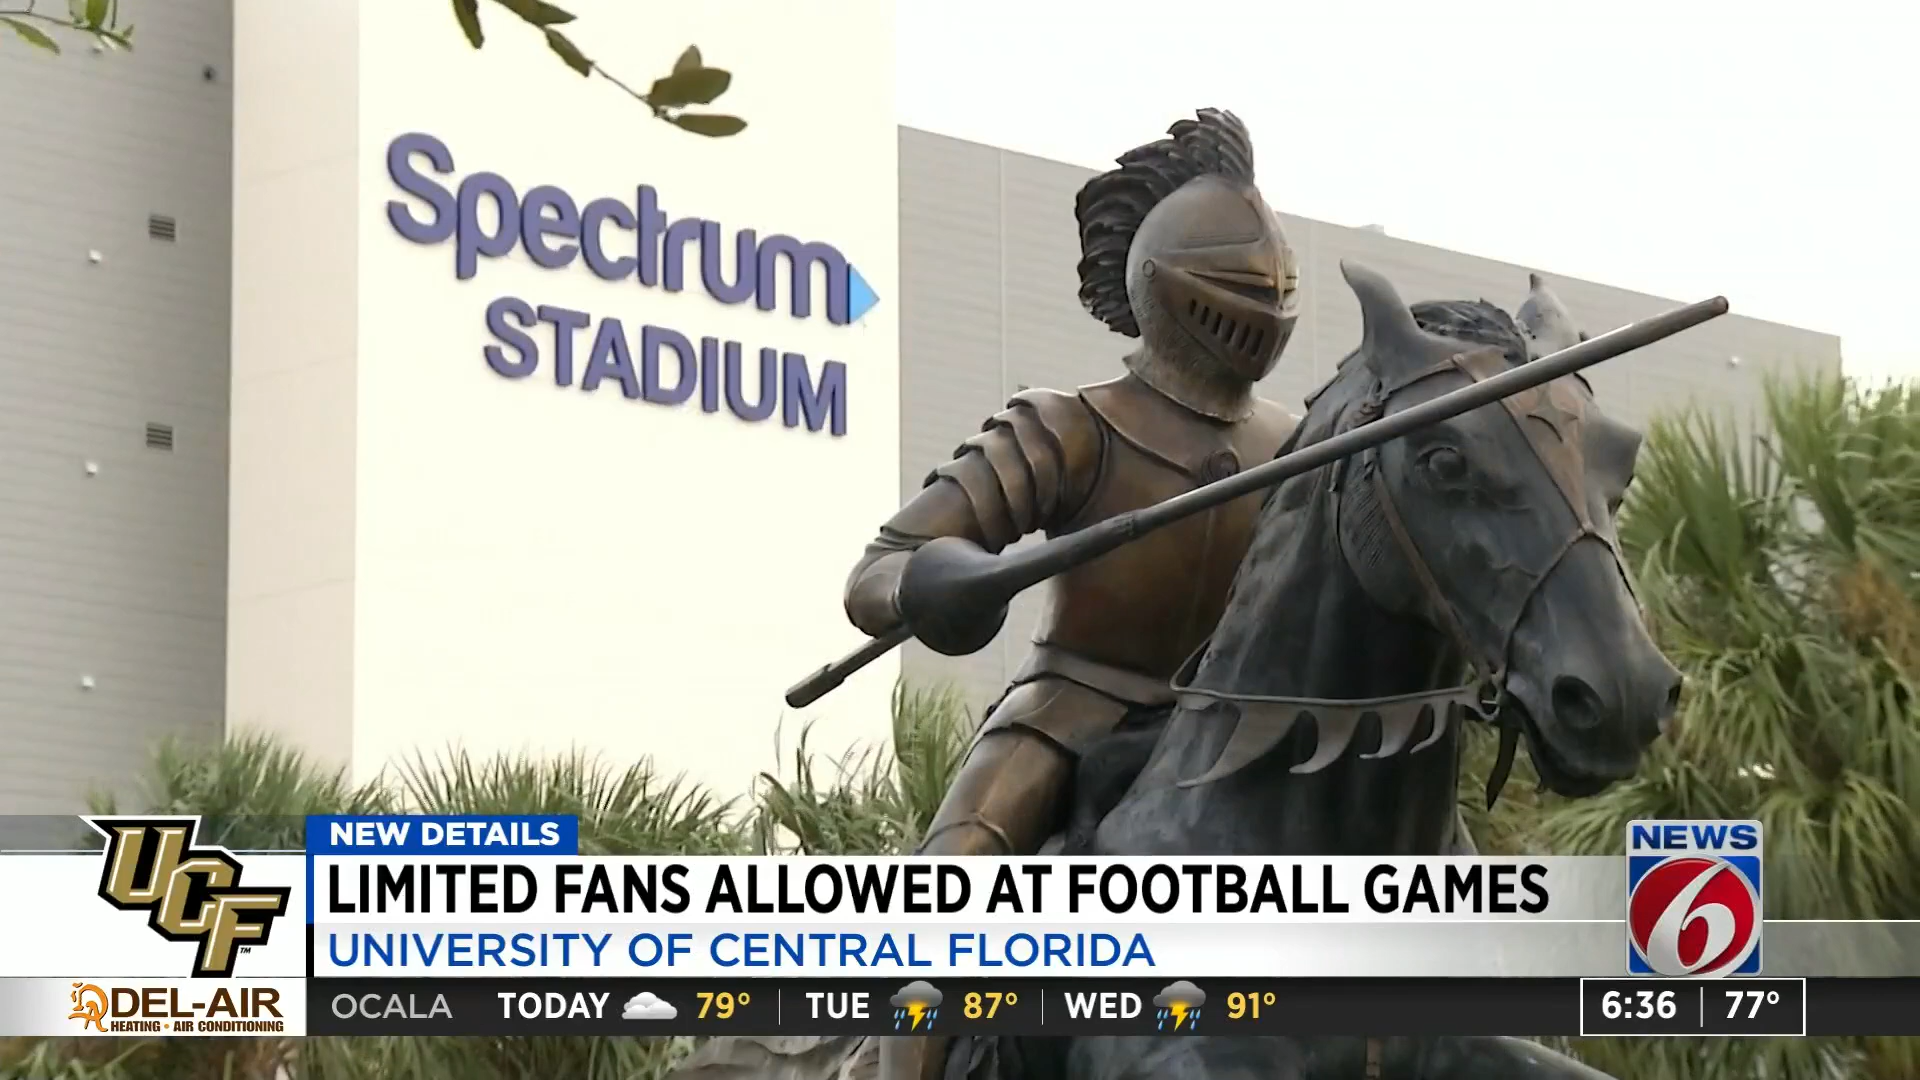 Spectrum
STADIUM
NEW DETAILS
UCF™
LIMITED FANS ALLOWED AT FOOTBALL GAMES
UNIVERSITY OF CENTRAL FLORIDA
NEWS
6
DEL-AIR
HEATING • AIR CONDITIONING
OCALA TODAY 79° TUE 87° WED 91°
6:36 77°